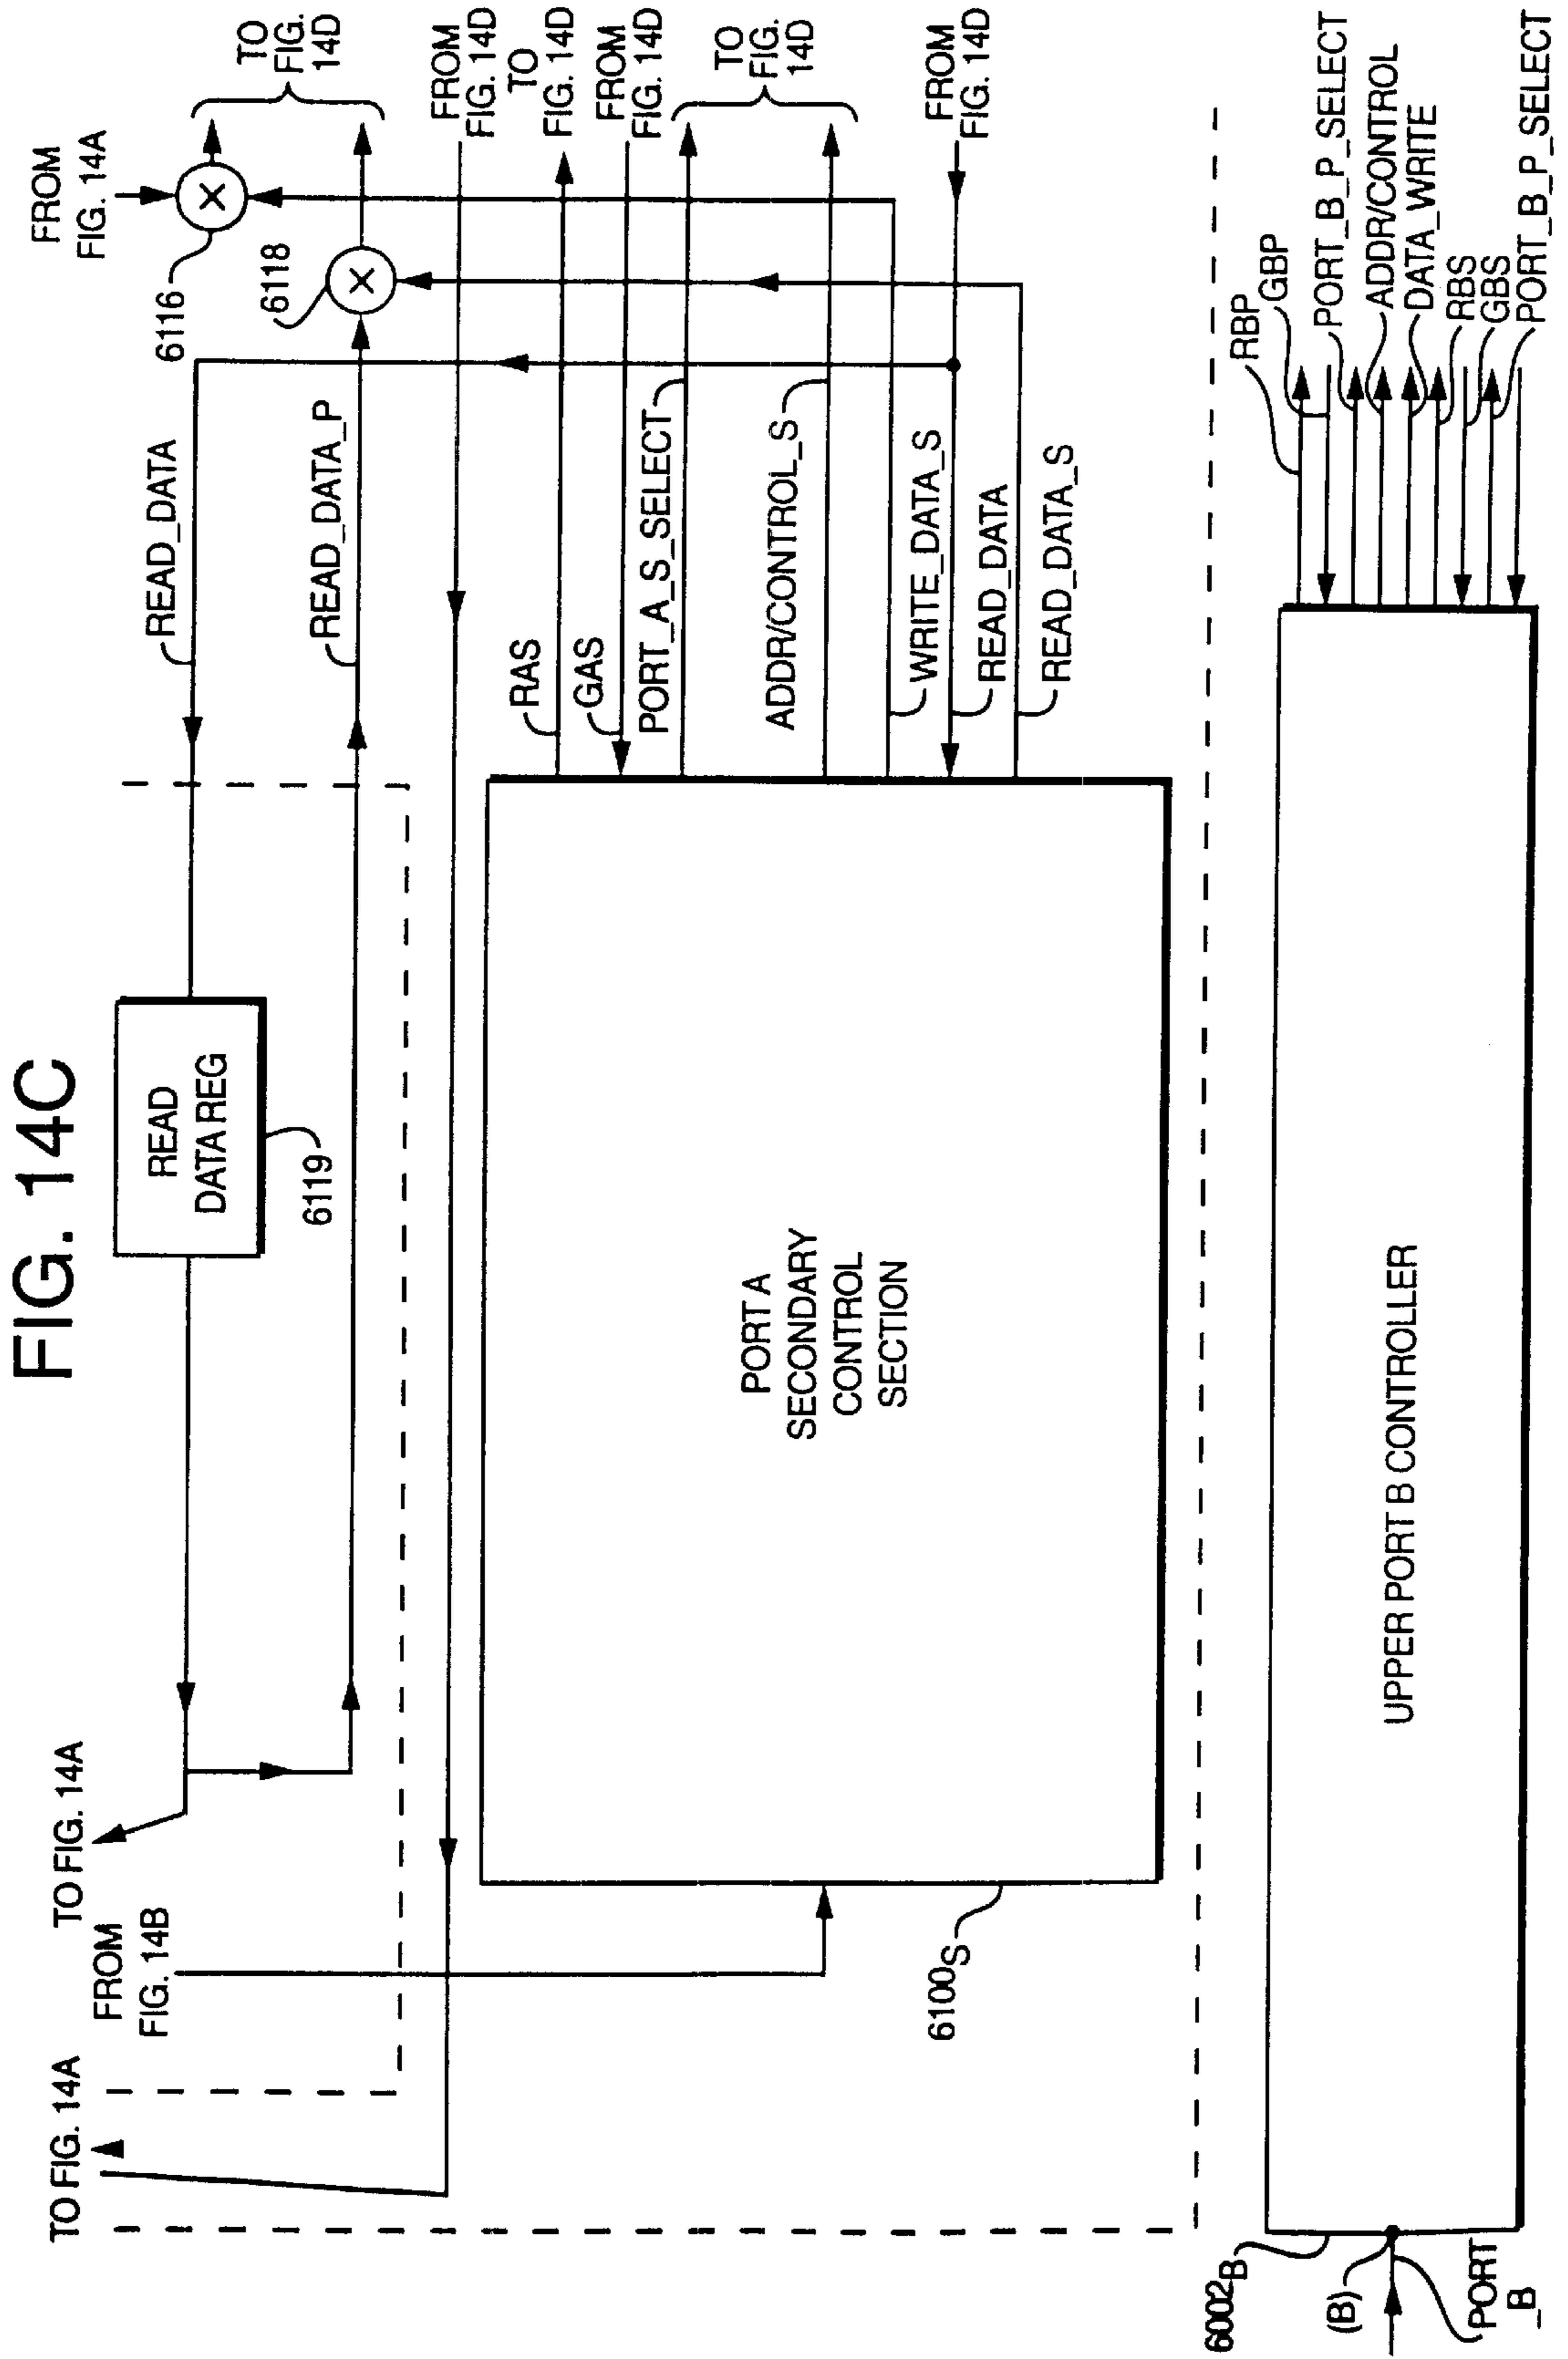 FIG. 14C
TO FIG. 14A
TO FIG. 14A
FROM
FIG. 14B
READ
DATA REG
6119
READ_DATA
READ_DATA_P
6116
6118
FROM
FIG. 14A
TO
FIG.
14D
FROM
FIG. 14D
TO
FIG. 14D
FROM
FIG. 14D
TO
FIG.
14D
FROM
FIG. 14D
RAS
GAS
PORT_A_S_SELECT
ADDR/CONTROL_S
WRITE_DATA_S
READ_DATA
READ_DATA_S
PORT A
SECONDARY
CONTROL
SECTION
6100S
6002B
(B)
PORT
_B
UPPER PORT B CONTROLLER
RBP
GBP
PORT_B_P_SELECT
ADDR/CONTROL
DATA_WRITE
RBS
GBS
PORT_B_P_SELECT